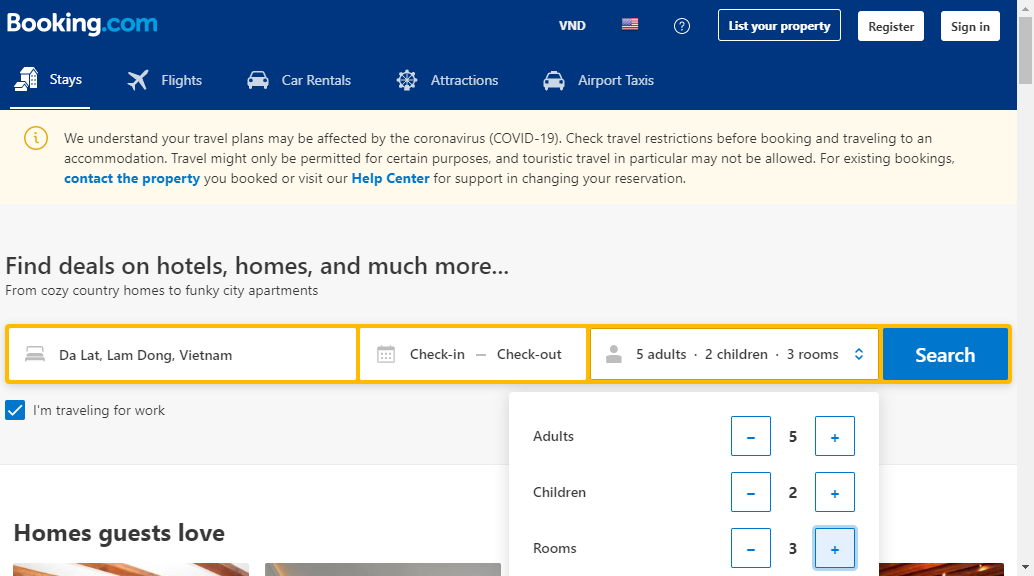 Booking.com
VND
?
List your property
Register
Sign in
Stays
Flights
Car Rentals
Attractions
Airport Taxis
We understand your travel plans may be affected by the coronavirus (COVID-19). Check travel restrictions before booking and traveling to an
accommodation. Travel might only be permitted for certain purposes, and touristic travel in particular may not be allowed. For existing bookings,
contact the property you booked or visit our Help Center for support in changing your reservation.
Find deals on hotels, homes, and much more...
From cozy country homes to funky city apartments
Da Lat, Lam Dong, Vietnam
Check-in — Check-out
5 adults · 2 children · 3 rooms
Search
I'm traveling for work
Adults − 5 +
Children − 2 +
Rooms − 3 +
Homes guests love